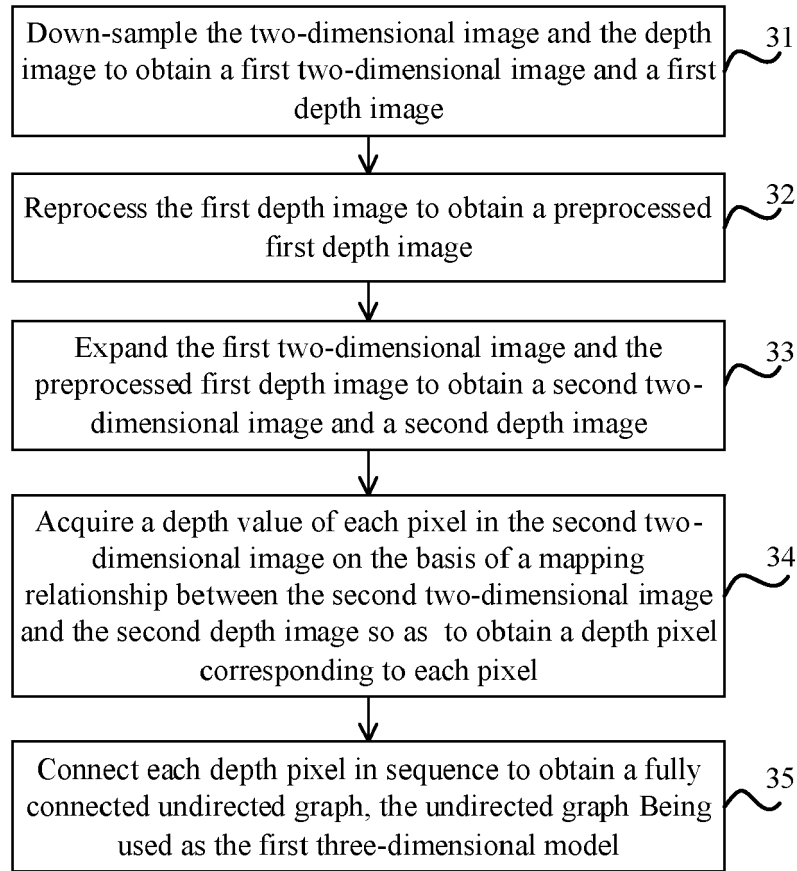 Down-sample the two-dimensional image and the depth
image to obtain a first two-dimensional image and a first
depth image
31
Reprocess the first depth image to obtain a preprocessed
first depth image
32
Expand the first two-dimensional image and the
preprocessed first depth image to obtain a second two-
dimensional image and a second depth image
33
Acquire a depth value of each pixel in the second two-
dimensional image on the basis of a mapping
relationship between the second two-dimensional image
and the second depth image so as to obtain a depth pixel
corresponding to each pixel
34
Connect each depth pixel in sequence to obtain a fully
connected undirected graph, the undirected graph Being
used as the first three-dimensional model
35